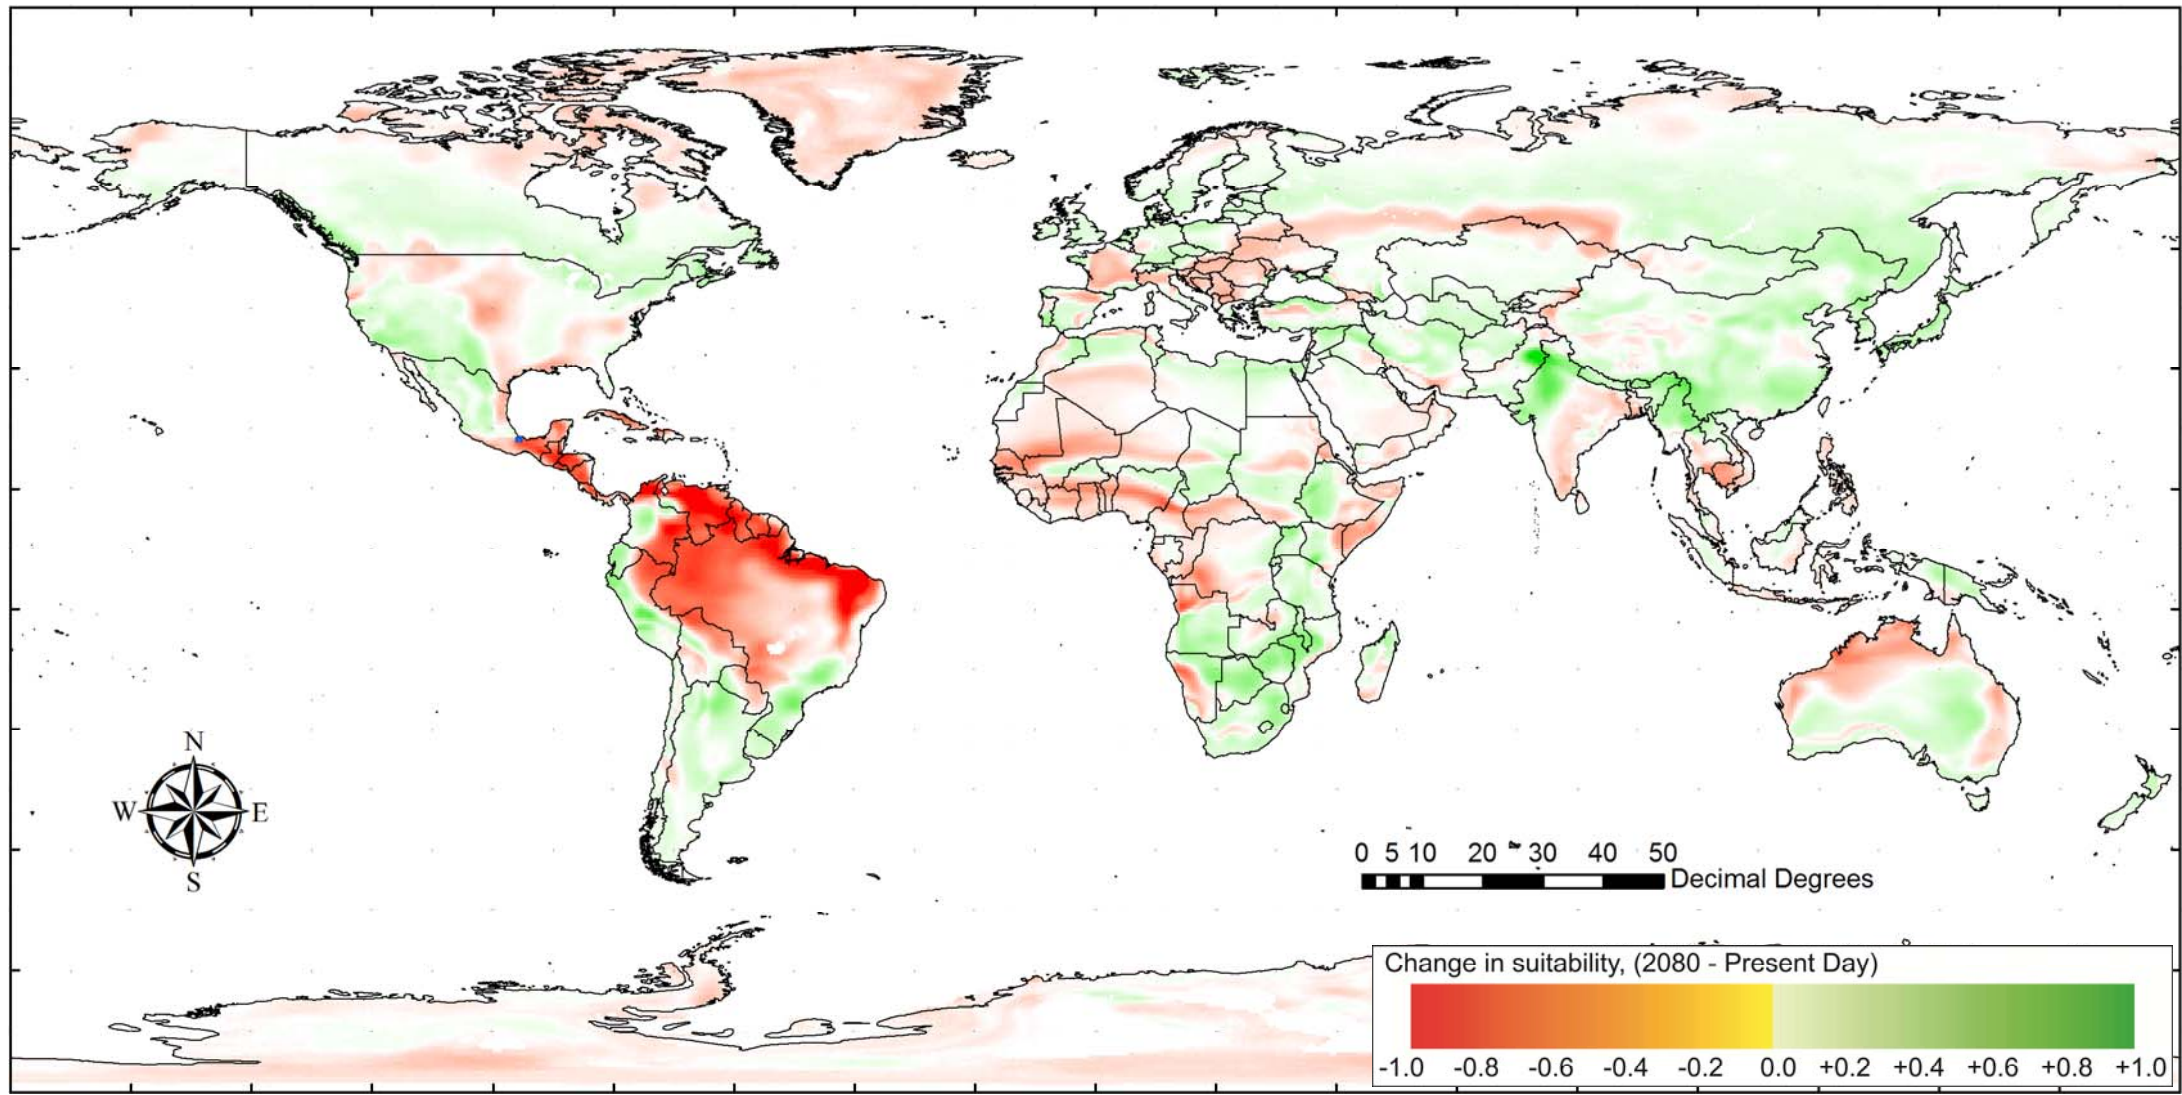 N
W E
S
0 5 10 20 30 40 50
Decimal Degrees
Change in suitability, (2080 - Present Day)
-1.0 -0.8 -0.6 -0.4 -0.2 0.0 +0.2 +0.4 +0.6 +0.8 +1.0